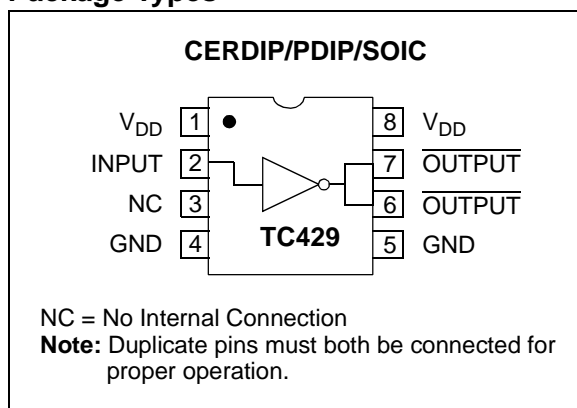 Package Types
CERDIP/PDIP/SOIC
VDD 1 8 VDD
INPUT 2 7 OUTPUT
NC 3 6 OUTPUT
GND 4 TC429 5 GND
NC = No Internal Connection
Note: Duplicate pins must both be connected for
proper operation.